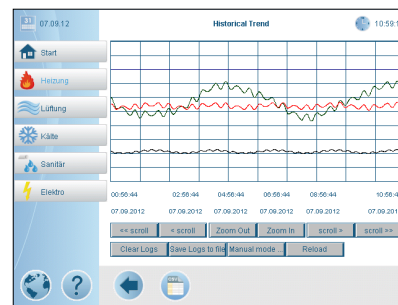 31
07.09.12
Historical Trend
10:59:1
Start
Heizung
Lüftung
Kälte
Sanitär
Elektro
00:56:44 02:56:44 04:56:44 06:56:44 08:56:44 10:56:4
07.09.2012 07.09.2012 07.09.2012 07.09.2012 07.09.2012 07.09.201
<< scroll < scroll Zoom Out Zoom In scroll > scroll >>
Clear Logs Save Logs to file Manual mode ... Reload
?